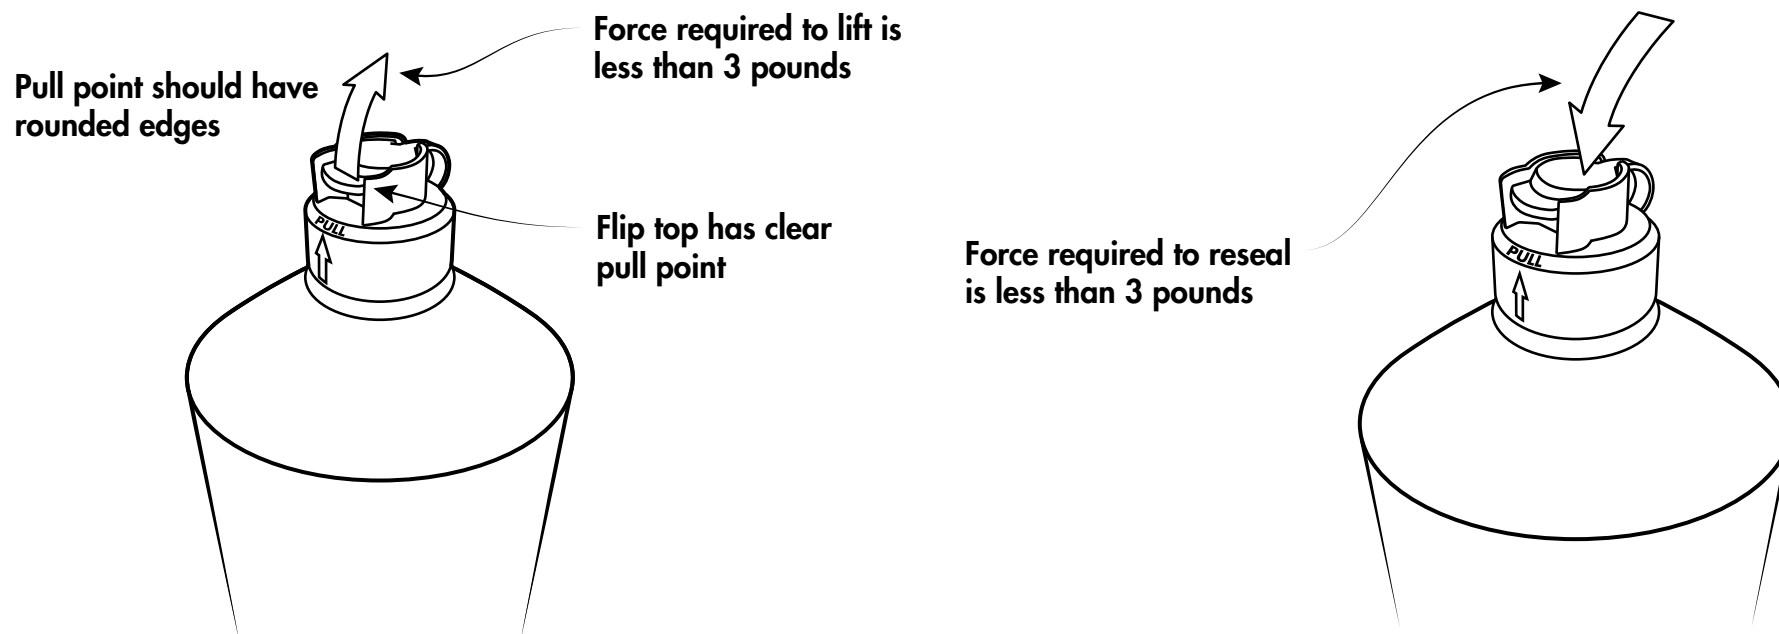 Pull point should have
rounded edges
Force required to lift is
less than 3 pounds
Flip top has clear
pull point
PULL
Force required to reseal
is less than 3 pounds
PULL